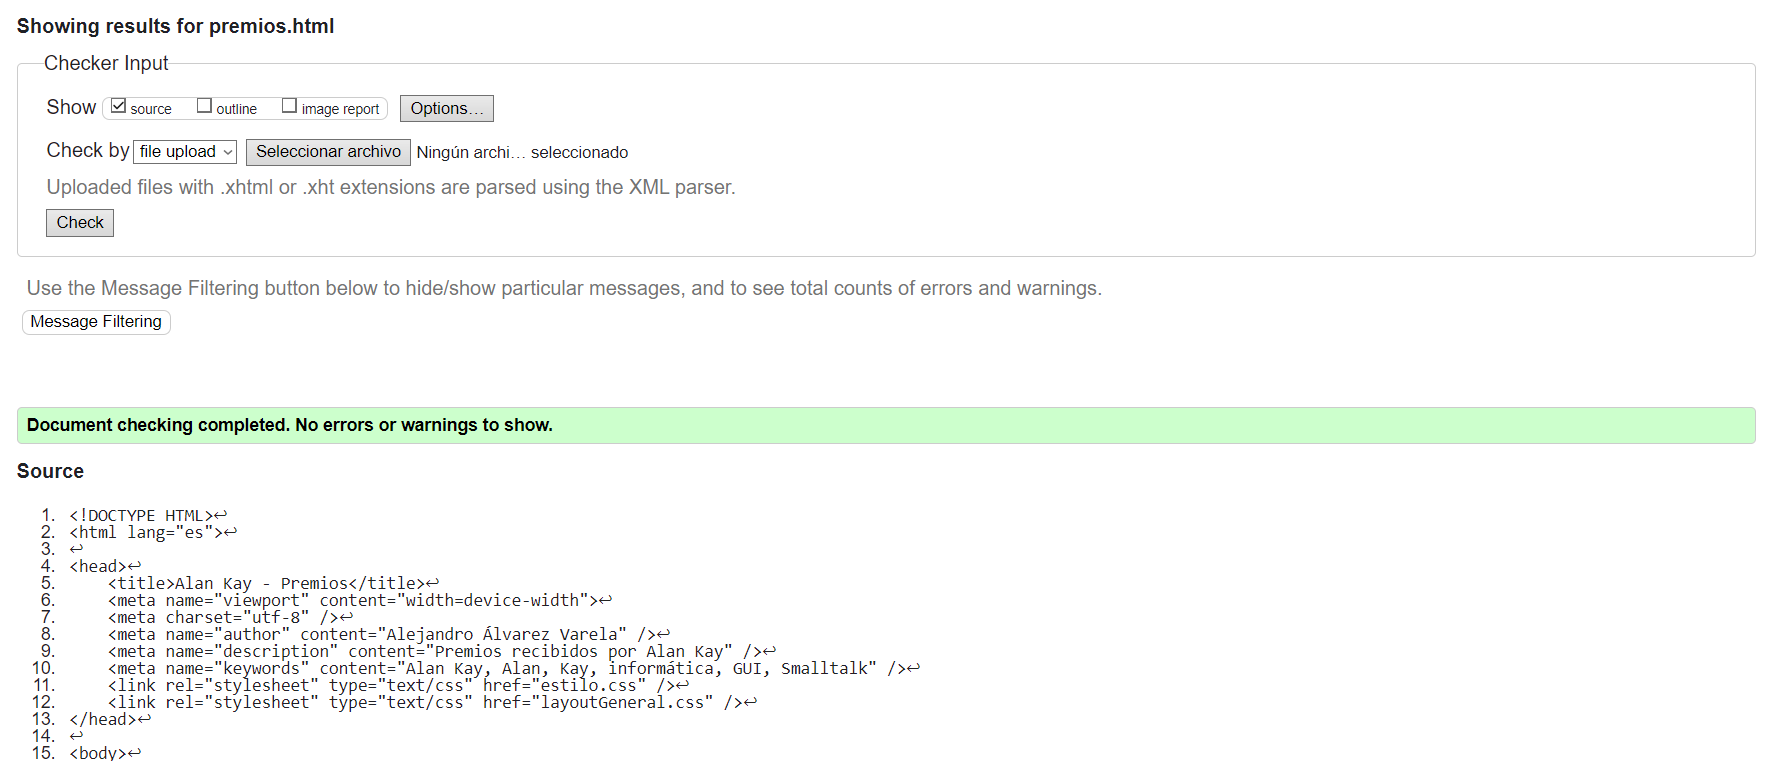 Showing results for premios.html
Checker Input
Show source outline image report Options...
Check by file upload Seleccionar archivo Ningún archi... seleccionado
Uploaded files with .xhtml or .xht extensions are parsed using the XML parser.
Check
Use the Message Filtering button below to hide/show particular messages, and to see total counts of errors and warnings.
Message Filtering
Document checking completed. No errors or warnings to show.
Source
1. <!DOCTYPE HTML>↩
2. <html lang="es">↩
3. ↩
4. <head>↩
5. <title>Alan Kay - Premios</title>↩
6. <meta name="viewport" content="width=device-width">↩
7. <meta charset="utf-8" />↩
8. <meta name="author" content="Alejandro Álvarez Varela" />↩
9. <meta name="description" content="Premios recibidos por Alan Kay" />↩
10. <meta name="keywords" content="Alan Kay, Alan, Kay, informática, GUI, Smalltalk" />↩
11. <link rel="stylesheet" type="text/css" href="estilo.css" />↩
12. <link rel="stylesheet" type="text/css" href="layoutGeneral.css" />↩
13. </head>↩
14. ↩
15. <body>↩